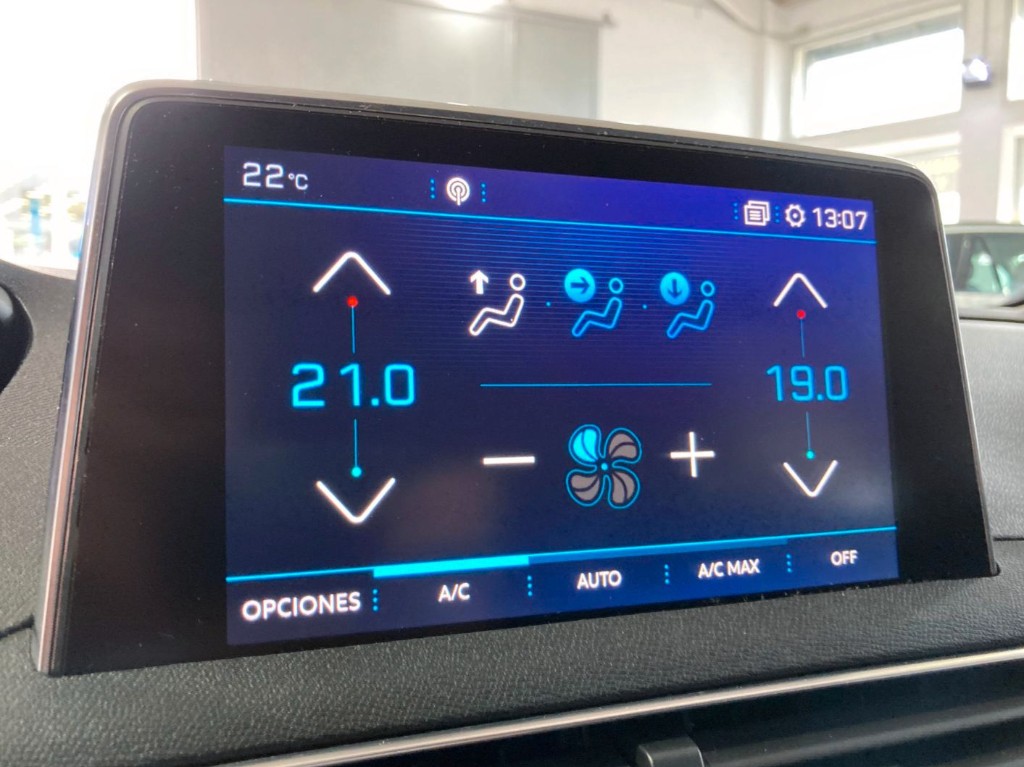 22°C
13:07
21.0
19.0
OPCIONES
A/C
AUTO
A/C MAX
OFF